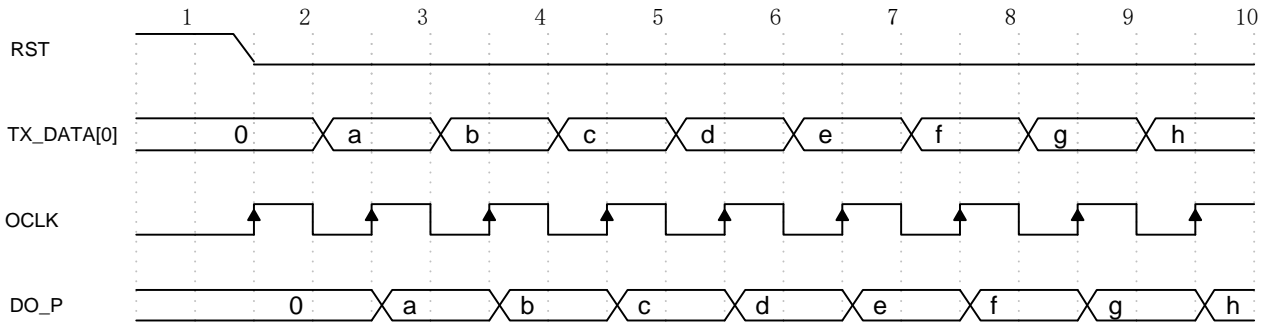 1 2 3 4 5 6 7 8 9 10
RST
TX_DATA[0] 0 a b c d e f g h
OCLK
DO_P 0 a b c d e f g h